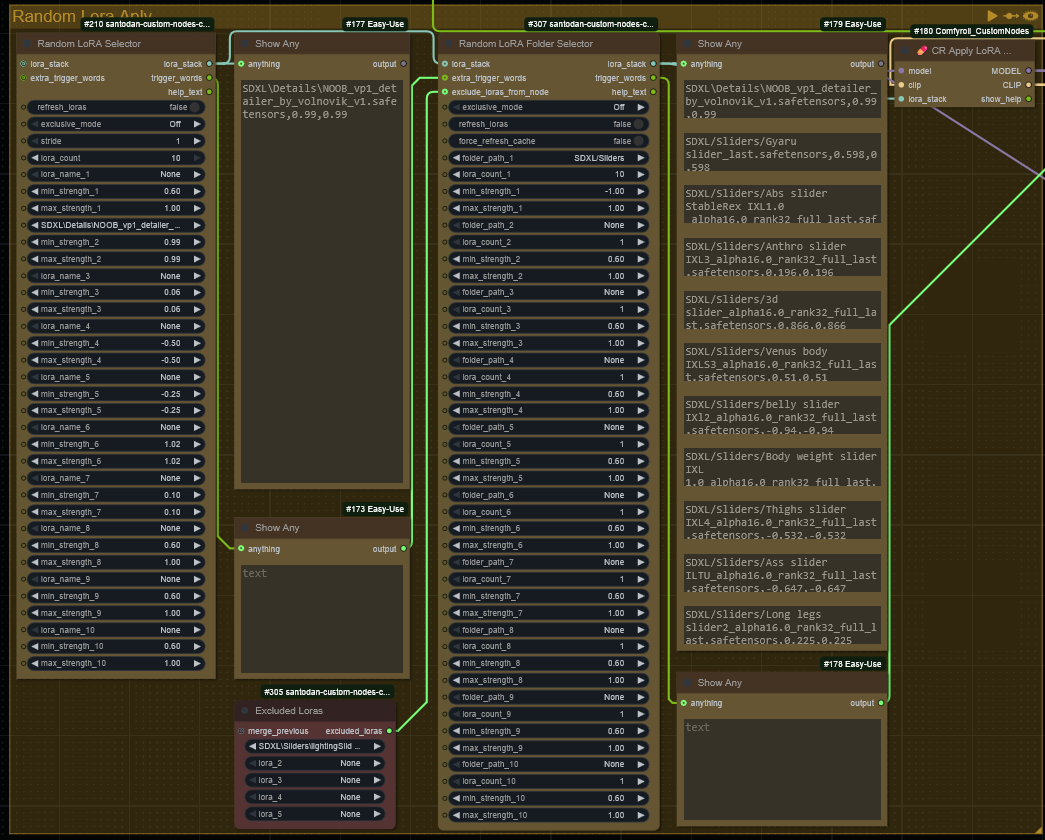 Random Lora Aply
#210 santodan-custom-nodes-c...
Random LoRA Selector
lora_stack lora_stack
extra_trigger_words trigger_words
help_text
refresh_loras false
exclusive_mode Off
stride 1
lora_count 10
lora_name_1 None
min_strength_1 0.60
max_strength_1 1.00
SDXL\Details\NOOB_vp1_detailer_...
min_strength_2 0.99
max_strength_2 0.99
lora_name_3 None
min_strength_3 0.06
max_strength_3 0.06
lora_name_4 None
min_strength_4 -0.50
max_strength_4 -0.50
lora_name_5 None
min_strength_5 -0.25
max_strength_5 -0.25
lora_name_6 None
min_strength_6 1.02
max_strength_6 1.02
lora_name_7 None
min_strength_7 0.10
max_strength_7 0.10
lora_name_8 None
min_strength_8 0.60
max_strength_8 1.00
lora_name_9 None
min_strength_9 0.60
max_strength_9 1.00
lora_name_10 None
min_strength_10 0.60
max_strength_10 1.00
#177 Easy-Use
Show Any
anything output
SDXL\Details\NOOB_vp1_det
ailer_by_volnovik_v1.safe
tensors,0.99,0.99
#173 Easy-Use
Show Any
anything output
text
#305 santodan-custom-nodes-c...
Excluded Loras
merge_previous excluded_loras
SDXL\Sliders\lightingSlid ...
lora_2 None
lora_3 None
lora_4 None
lora_5 None
#307 santodan-custom-nodes-c...
Random LoRA Folder Selector
lora_stack lora_stack
extra_trigger_words trigger_words
exclude_loras_from_node help_text
exclusive_mode Off
refresh_loras false
force_refresh_cache false
folder_path_1 SDXL/Sliders
lora_count_1 10
min_strength_1 -1.00
max_strength_1 1.00
folder_path_2 None
lora_count_2 1
min_strength_2 0.60
max_strength_2 1.00
folder_path_3 None
lora_count_3 1
min_strength_3 0.60
max_strength_3 1.00
folder_path_4 None
lora_count_4 1
min_strength_4 0.60
max_strength_4 1.00
folder_path_5 None
lora_count_5 1
min_strength_5 0.60
max_strength_5 1.00
folder_path_6 None
lora_count_6 1
min_strength_6 0.60
max_strength_6 1.00
folder_path_7 None
lora_count_7 1
min_strength_7 0.60
max_strength_7 1.00
folder_path_8 None
lora_count_8 1
min_strength_8 0.60
max_strength_8 1.00
folder_path_9 None
lora_count_9 1
min_strength_9 0.60
max_strength_9 1.00
folder_path_10 None
lora_count_10 1
min_strength_10 0.60
max_strength_10 1.00
#179 Easy-Use
Show Any
anything output
SDXL\Details\NOOB_vp1_detailer_
by_volnovik_v1.safetensors,0.99
,0.99
SDXL/Sliders/Gyaru
slider_last.safetensors,0.598,0
.598
SDXL/Sliders/Abs slider
StableRex IXL1.0
_alpha16.0_rank32_full_last.saf
SDXL/Sliders/Anthro slider
IXL3_alpha16.0_rank32_full_last
.safetensors,0.196,0.196
SDXL/Sliders/3d
slider_alpha16.0_rank32_full_la
st.safetensors,0.866,0.866
SDXL/Sliders/Venus body
IXLS3_alpha16.0_rank32_full_las
t.safetensors,0.51,0.51
SDXL/Sliders/belly slider
IXl2_alpha16.0_rank32_full_last
.safetensors,-0.94,-0.94
SDXL/Sliders/Body weight slider
IXL
1.0_alpha16.0_rank32_full_last.
SDXL/Sliders/Thighs slider
IXL4_alpha16.0_rank32_full_last
.safetensors,-0.532,-0.532
SDXL/Sliders/Ass slider
ILTU_alpha16.0_rank32_full_last
.safetensors,-0.647,-0.647
SDXL/Sliders/Long legs
slider2_alpha16.0_rank32_full_l
ast.safetensors,0.225,0.225
#178 Easy-Use
Show Any
anything output
text
#180 Comfyroll_CustomNodes
CR Apply LoRA ...
model MODEL
clip CLIP
lora_stack show_help